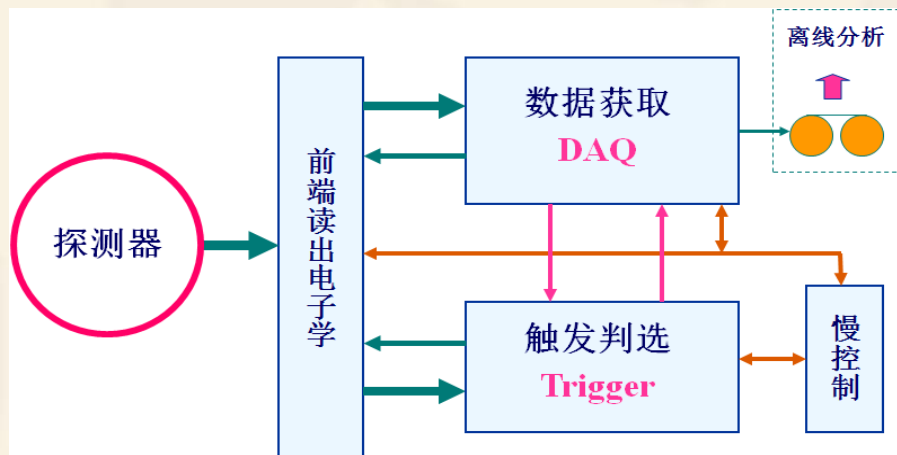 离线分析
数据获取
DAQ
前端读出电子学
探测器
触发判选
Trigger
慢控制